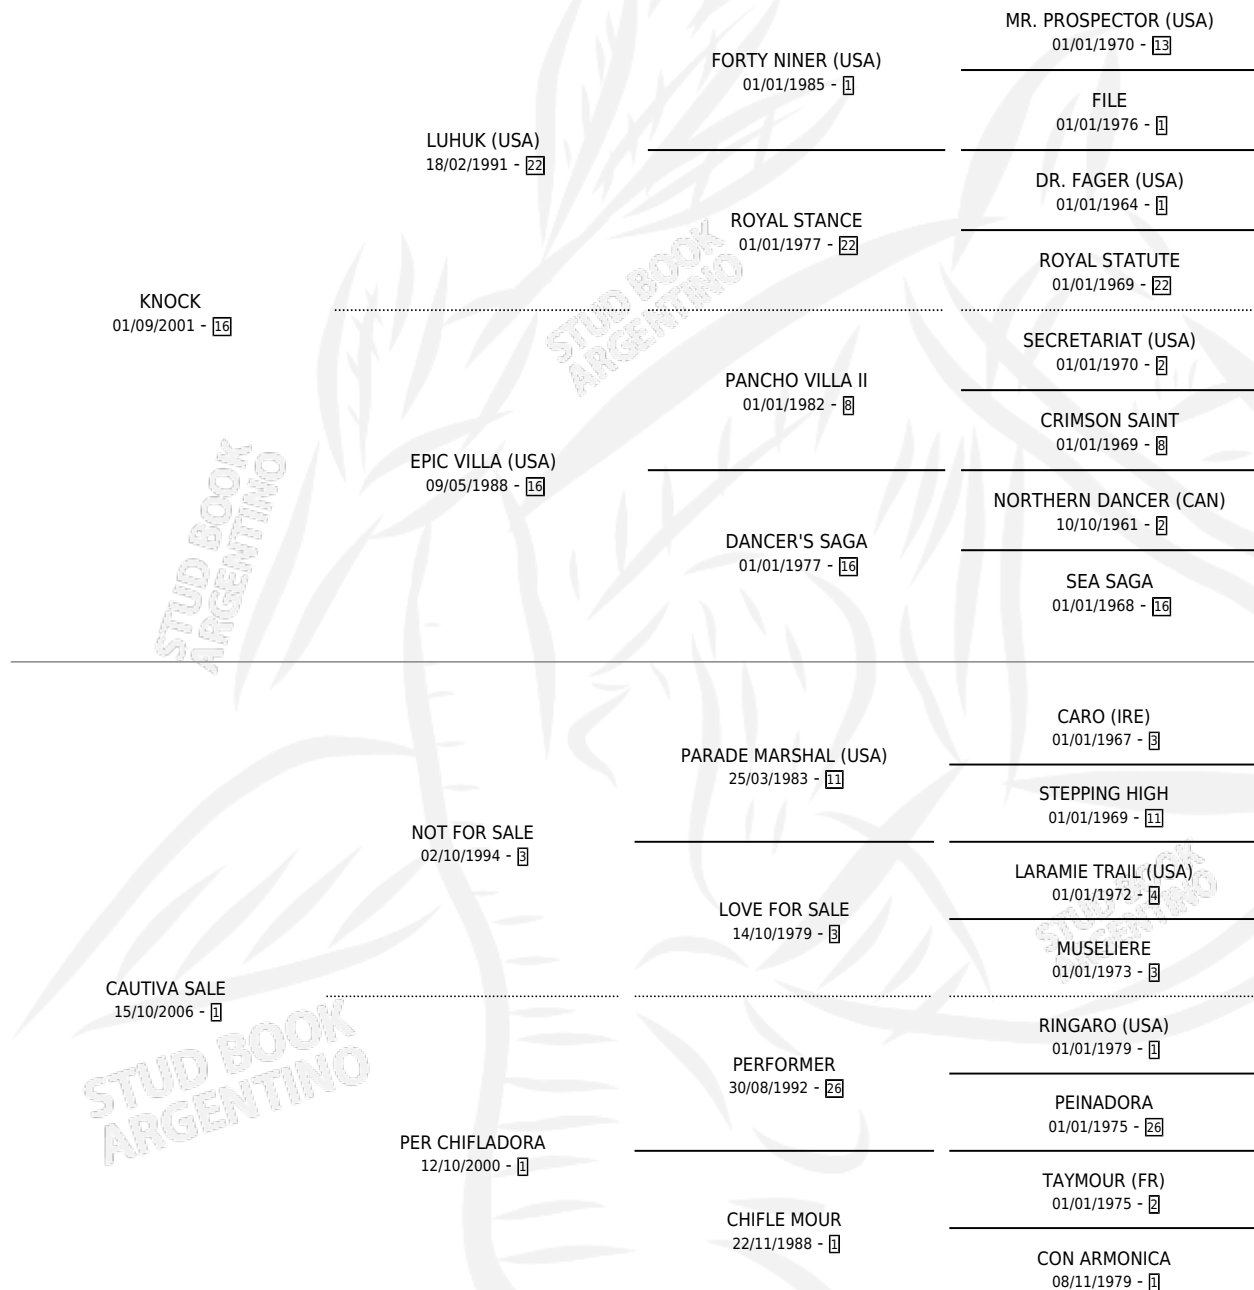 MR. PROSPECTOR (USA)
01/01/1970 - 13
FORTY NINER (USA)
01/01/1985 - 1
FILE
01/01/1976 - 1
LUHUK (USA)
18/02/1991 - 22
DR. FAGER (USA)
01/01/1964 - 1
ROYAL STANCE
01/01/1977 - 22
ROYAL STATUTE
01/01/1969 - 22
KNOCK
01/09/2001 - 16
SECRETARIAT (USA)
01/01/1970 - 2
PANCHO VILLA II
01/01/1982 - 8
CRIMSON SAINT
01/01/1969 - 8
EPIC VILLA (USA)
09/05/1988 - 16
NORTHERN DANCER (CAN)
10/10/1961 - 2
DANCER'S SAGA
01/01/1977 - 16
SEA SAGA
01/01/1968 - 16
CARO (IRE)
01/01/1967 - 3
PARADE MARSHAL (USA)
25/03/1983 - 11
STEPPING HIGH
01/01/1969 - 11
NOT FOR SALE
02/10/1994 - 3
LARAMIE TRAIL (USA)
01/01/1972 - 4
LOVE FOR SALE
14/10/1979 - 3
MUSELIERE
01/01/1973 - 3
CAUTIVA SALE
15/10/2006 - 1
RINGARO (USA)
01/01/1979 - 1
PERFORMER
30/08/1992 - 26
PEINADORA
01/01/1975 - 26
PER CHIFLADORA
12/10/2000 - 1
TAYMOUR (FR)
01/01/1975 - 2
CHIFLE MOUR
22/11/1988 - 1
CON ARMONICA
08/11/1979 - 1
STUD BOOK
ARGENTINO
STUD BOOK
ARGENTINO
STUD BOOK
ARGENTINO
STUD BOOK
ARGENTINO